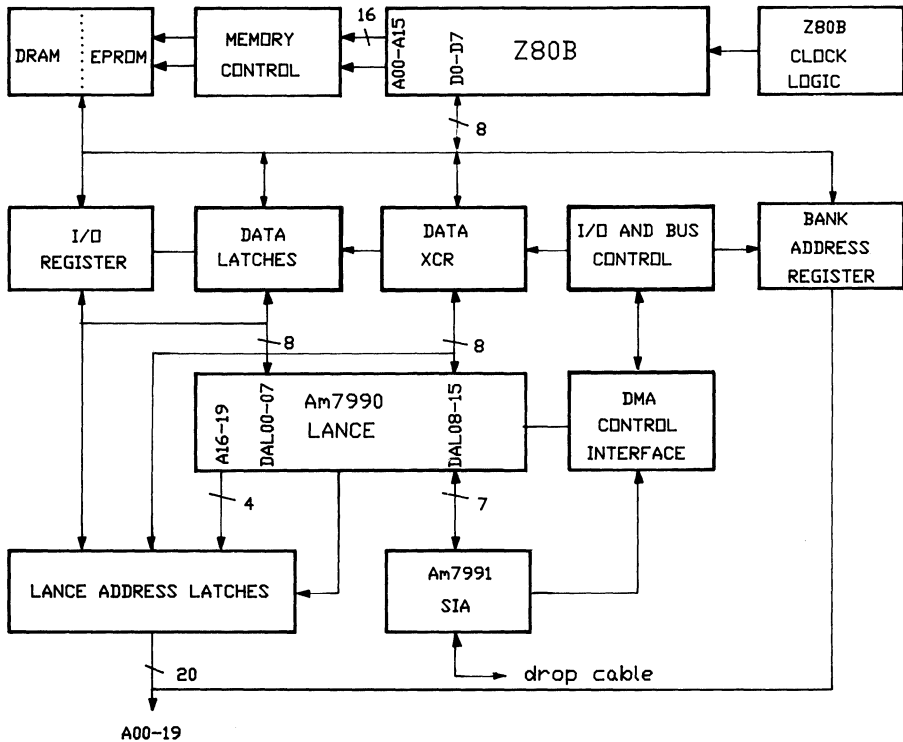 DRAM
EPROM
MEMORY
CONTROL
16
A00-A15
D0-D7
Z80B
Z80B
CLOCK
LOGIC
8
I/O
REGISTER
DATA
LATCHES
DATA
XCR
I/O AND BUS
CONTROL
BANK
ADDRESS
REGISTER
8
8
A16-19
DAL00-07
Am7990
LANCE
DAL08-15
DMA
CONTROL
INTERFACE
4
7
LANCE ADDRESS LATCHES
Am7991
SIA
20
drop cable
A00-19